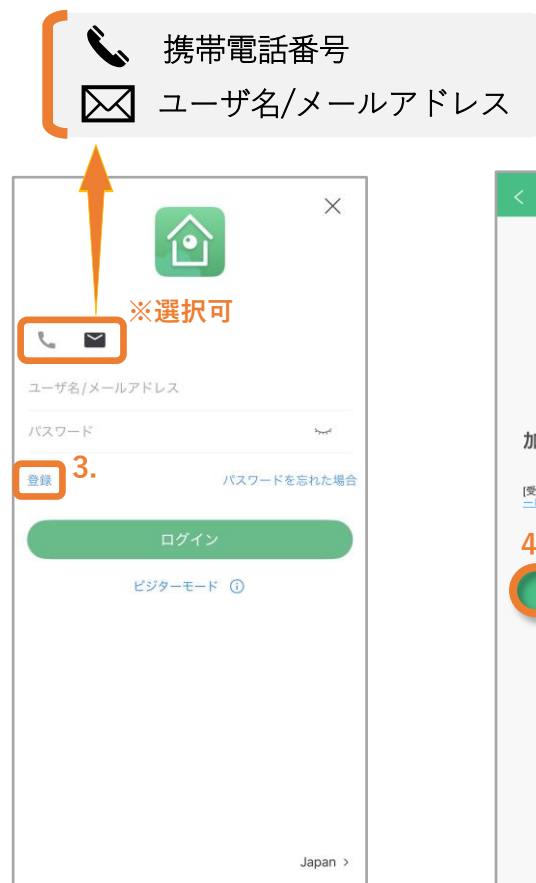 携帯電話番号
ユーザ名/メールアドレス
※選択可
ユーザ名/メールアドレス
パスワード
登録
3.
パスワードを忘れた場合
ログイン
ビジターモード
Japan >
加
[受
4